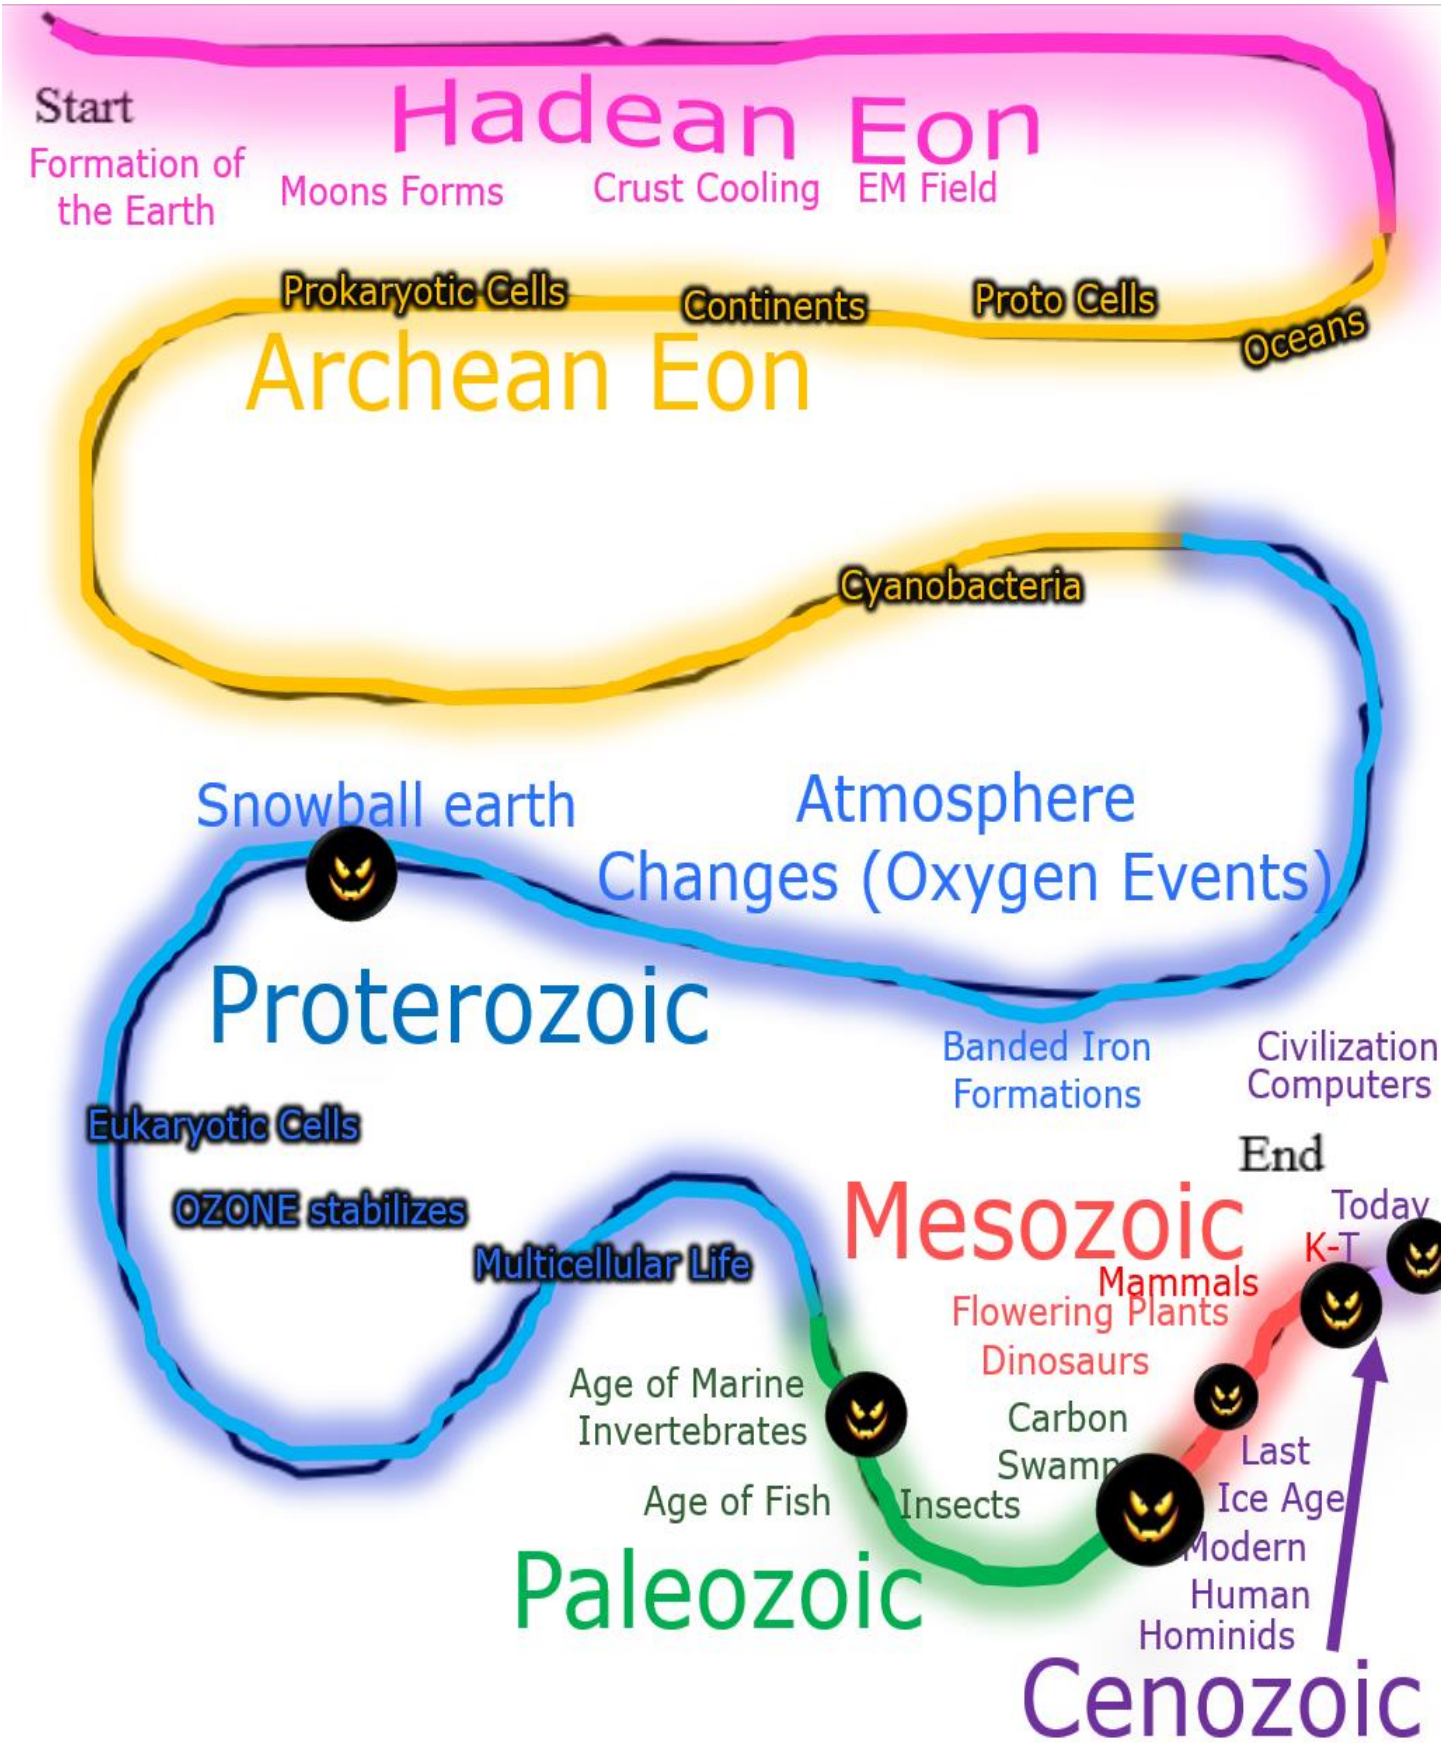 Start
Hadean Eon
Formation of
the Earth
Moons Forms
Crust Cooling
EM Field
Prokaryotic Cells
Continents
Proto Cells
Oceans
Archean Eon
Cyanobacteria
Snowball earth
Atmosphere
Changes (Oxygen Events)
Proterozoic
Banded Iron
Formations
Civilization
Computers
Eukaryotic Cells
OZONE stabilizes
Multicellular Life
End
Today
K-T
Mesozoic
Mammals
Flowering Plants
Dinosaurs
Age of Marine
Invertebrates
Carbon
Swamp
Age of Fish
Insects
Last
Ice Age
Modern
Human
Hominids
Paleozoic
Cenozoic